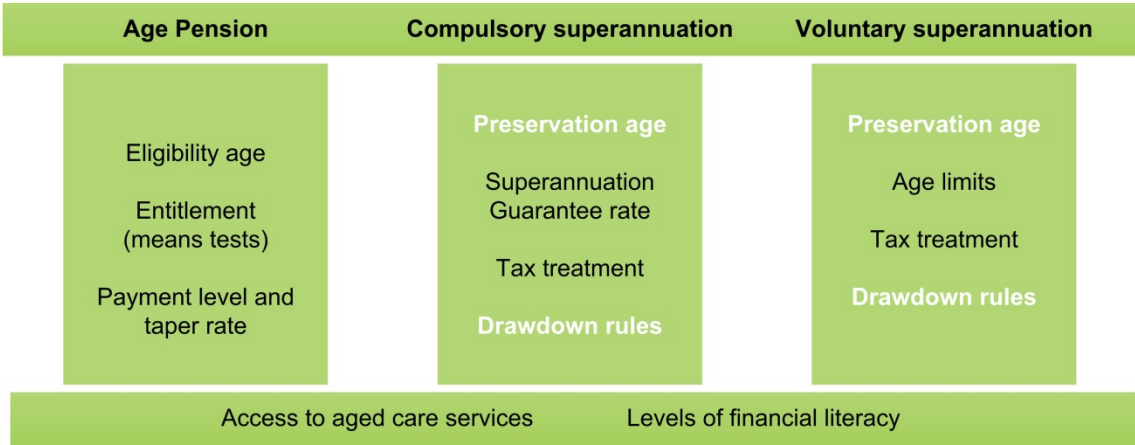 Age Pension
Compulsory superannuation
Voluntary superannuation
Eligibility age
Entitlement
(means tests)
Payment level and
taper rate
Preservation age
Superannuation
Guarantee rate
Tax treatment
Drawdown rules
Preservation age
Age limits
Tax treatment
Drawdown rules
Access to aged care services
Levels of financial literacy